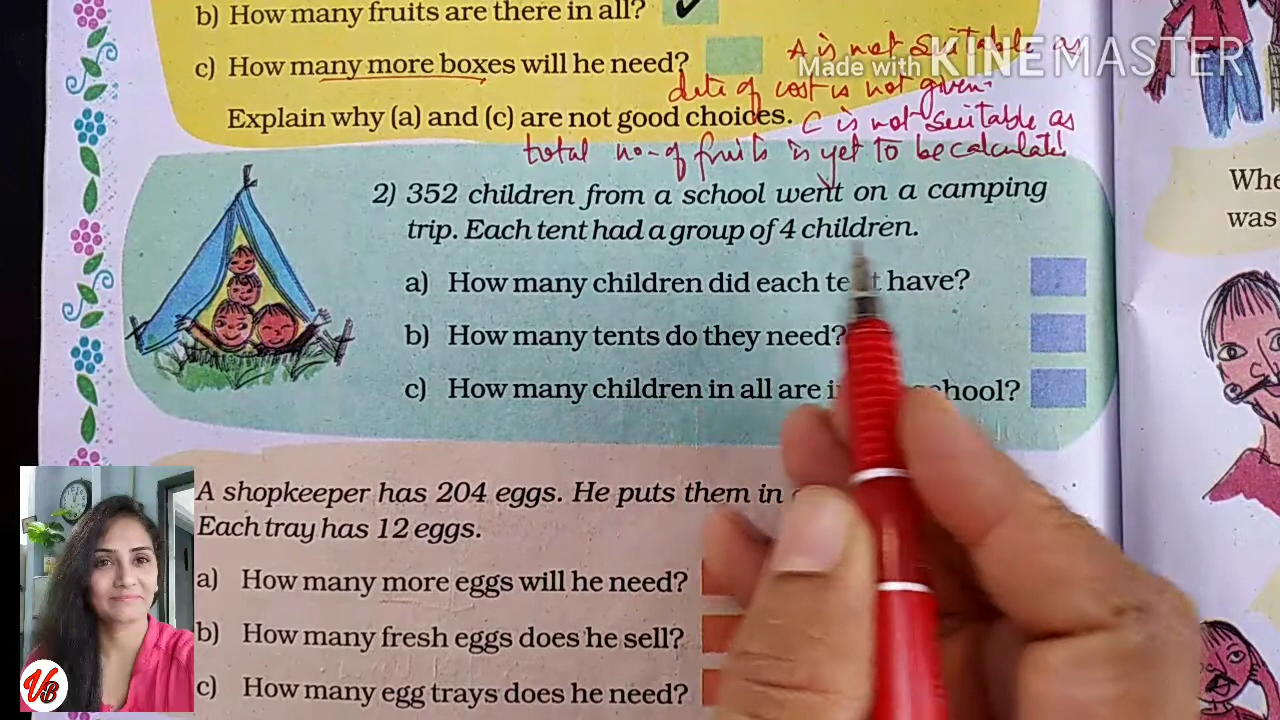 b) How many fruits are there in all?
c) How many more boxes will he need?
A is not suitable as
Made with KINEMASTER
of cost is not given.
Explain why (a) and (c) are not good choices.
C is not suitable as
total no. of fruits is yet to be calculated
2) 352 children from a school went on a camping
trip. Each tent had a group of 4 children.
a) How many children did each tent have?
b) How many tents do they need?
c) How many children in all are in school?
Whe
was
A shopkeeper has 204 eggs. He puts them in
Each tray has 12 eggs.
a) How many more eggs will he need?
b) How many fresh eggs does he sell?
c) How many egg trays does he need?
VB